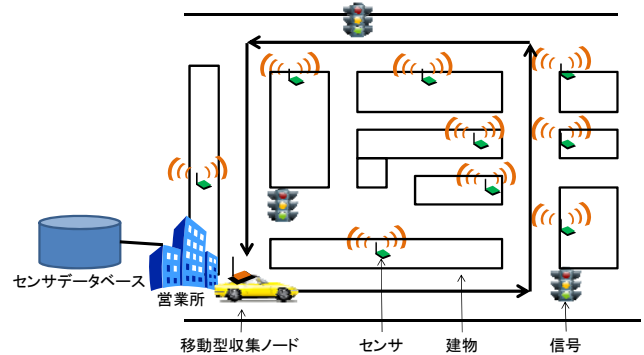 センサデータベース
営業所
移動型収集ノード
センサ
建物
信号